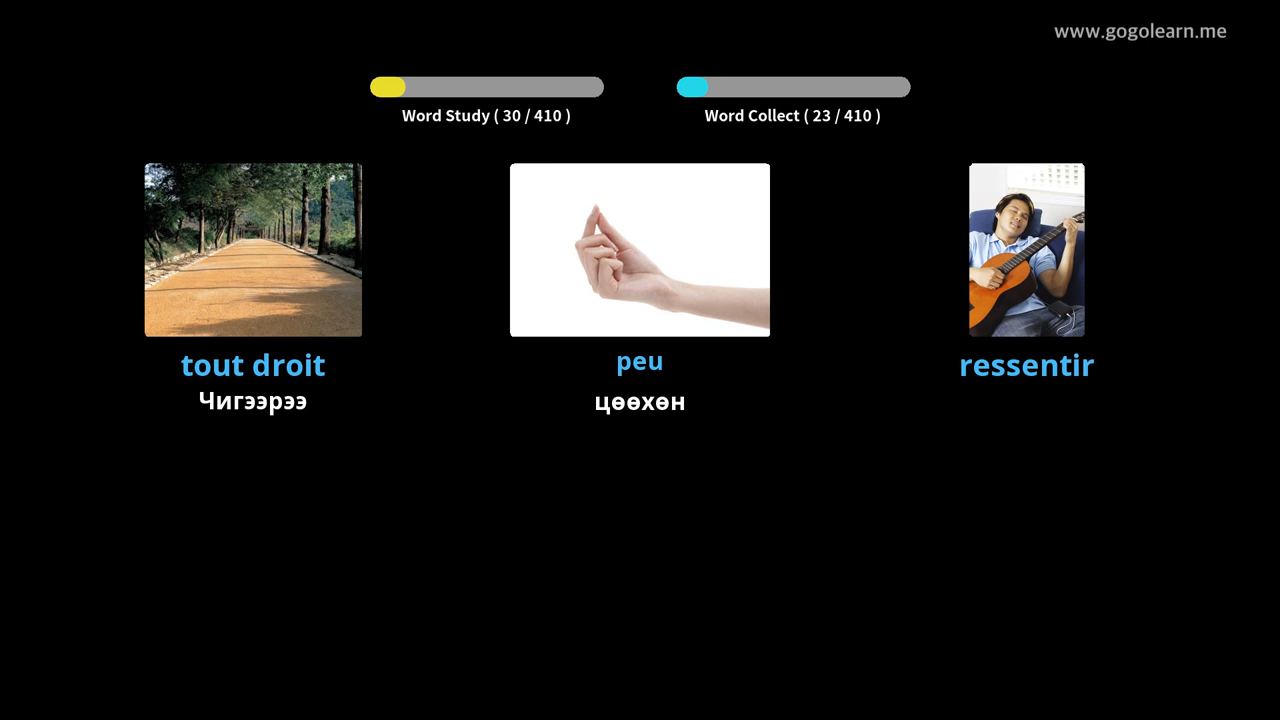 www.gogolearn.me
Word Study ( 30 / 410 )
Word Collect ( 23 / 410 )
tout droit
Чигээрээ
peu
цөөхөн
ressentir